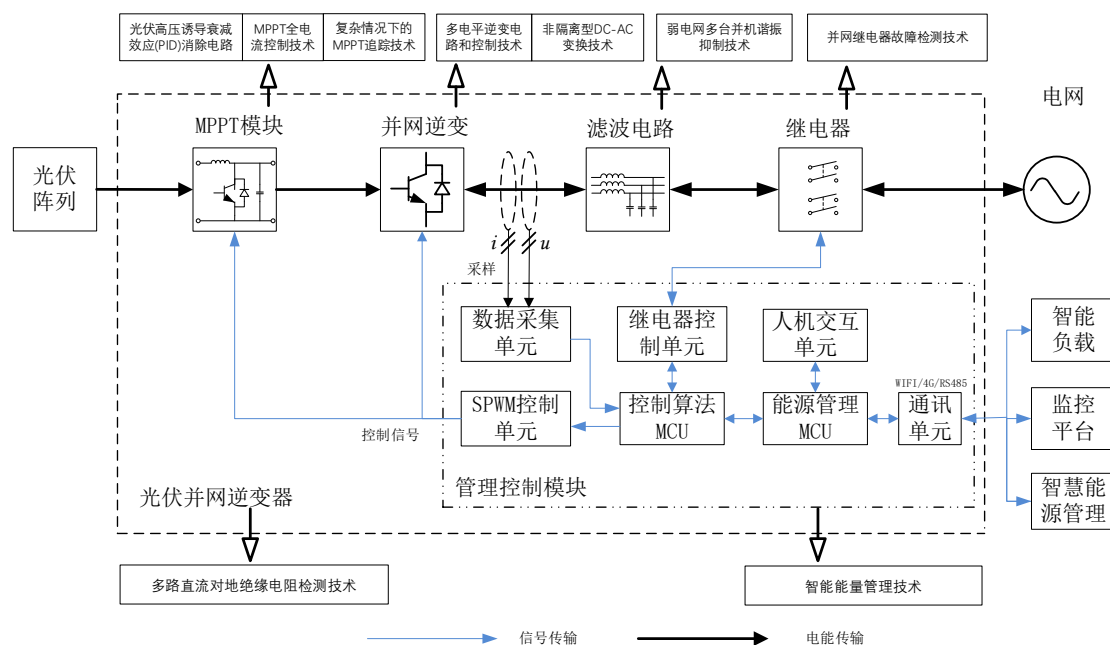 光伏高压诱导衰减
效应(PID)消除电路
MPPT全电
流控制技术
复杂情况下的
MPPT追踪技术
多电平逆变电
路和控制技术
非隔离型DC-AC
变换技术
弱电网多台并机谐振
抑制技术
并网继电器故障检测技术
电网
MPPT模块
并网逆变
滤波电路
继电器
光伏
阵列
i
u
采样
数据采集
单元
继电器控
制单元
人机交互
单元
智能
负载
WIFI/4G/RS485
SPWM控制
单元
控制算法
MCU
能源管理
MCU
通讯
单元
监控
平台
控制信号
管理控制模块
光伏并网逆变器
智慧能
源管理
多路直流对地绝缘电阻检测技术
智能能量管理技术
信号传输
电能传输